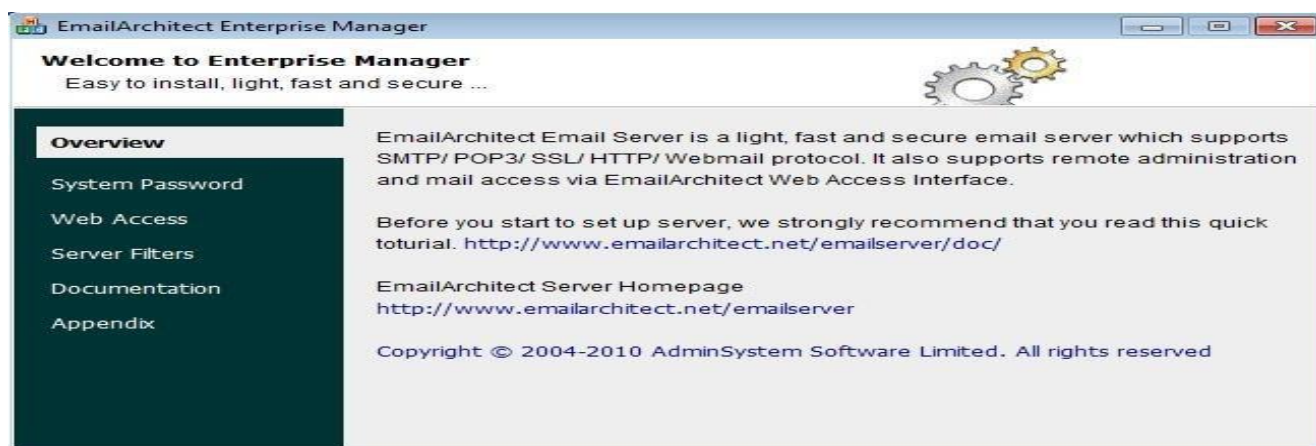 EmailArchitect Enterprise Manager
Welcome to Enterprise Manager
Easy to install, light, fast and secure ...
Overview
System Password
Web Access
Server Filters
Documentation
Appendix
EmailArchitect Email Server is a light, fast and secure email server which supports
SMTP/ POP3/ SSL/ HTTP/ Webmail protocol. It also supports remote administration
and mail access via EmailArchitect Web Access Interface.
Before you start to set up server, we strongly recommend that you read this quick
toturial. http://www.emailarchitect.net/emailserver/doc/
EmailArchitect Server Homepage
http://www.emailarchitect.net/emailserver
Copyright © 2004-2010 AdminSystem Software Limited. All rights reserved